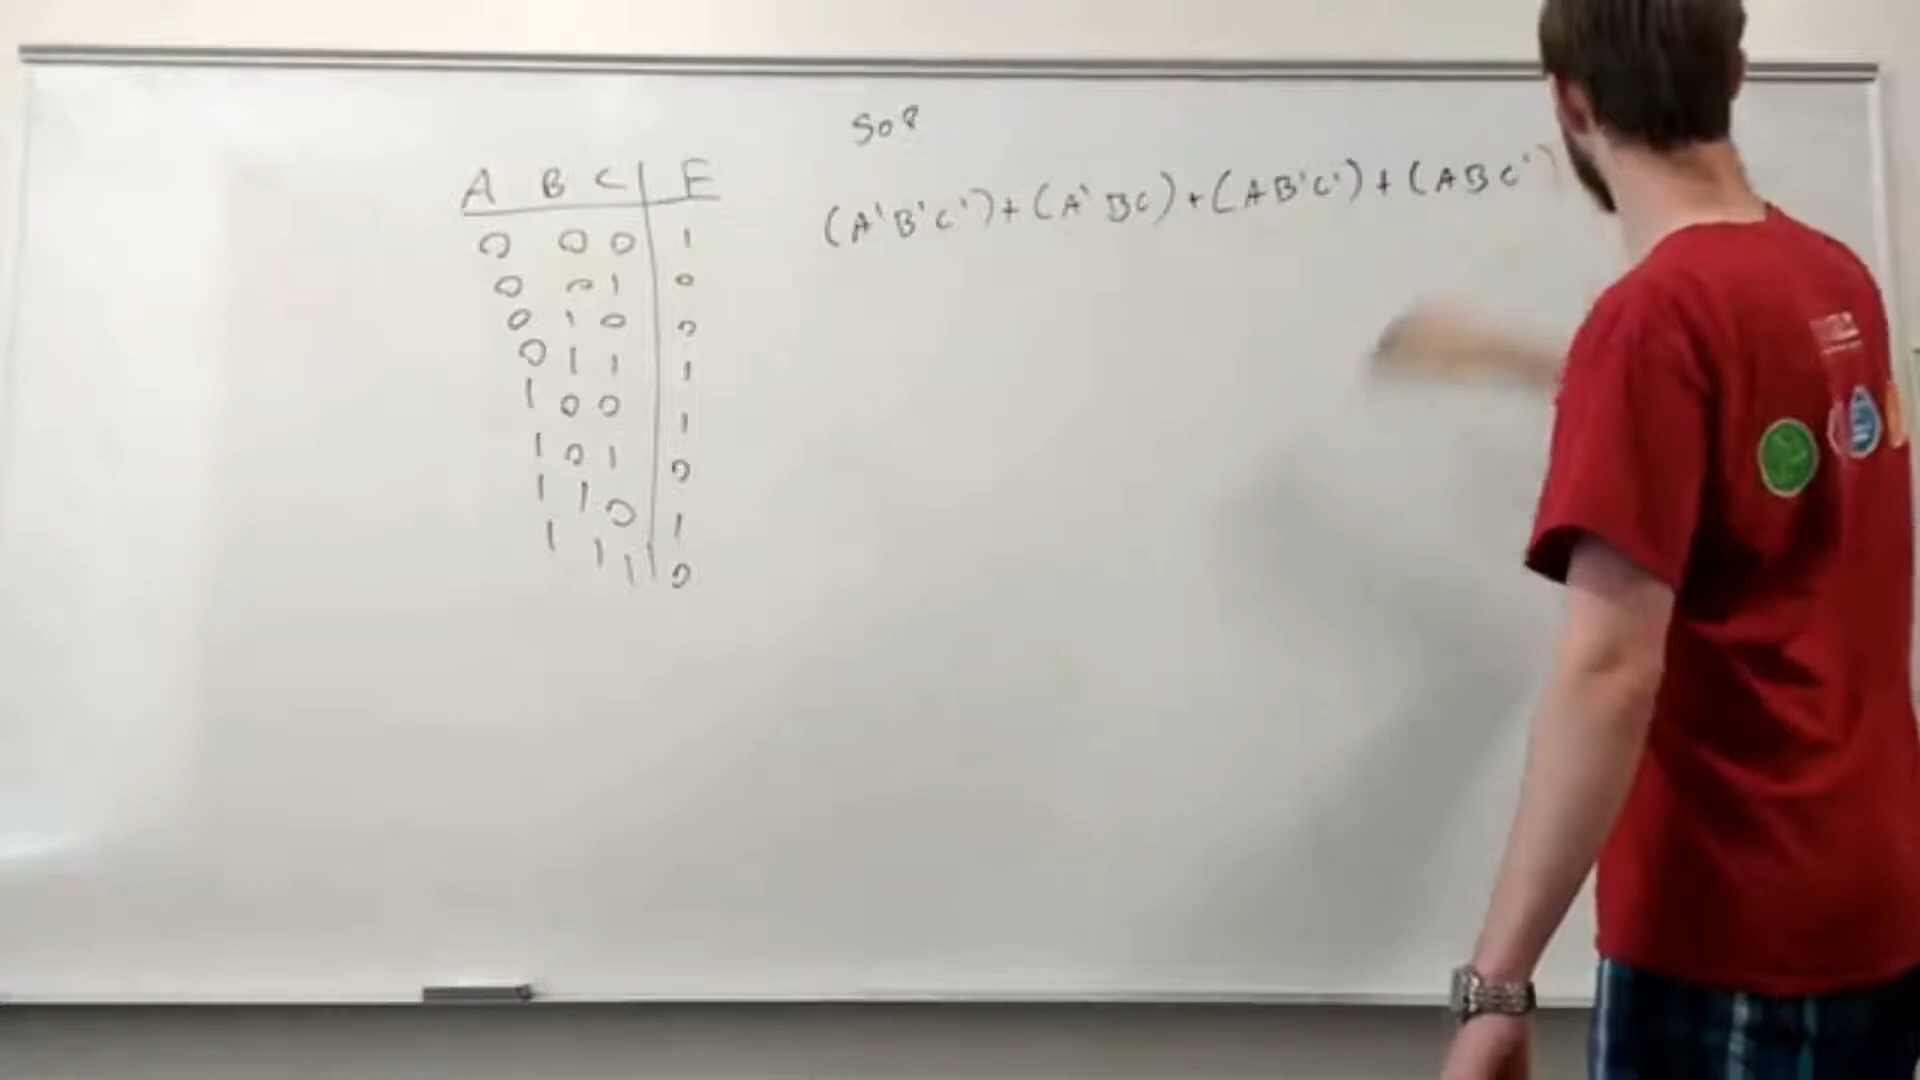 SOP
A B C F
(A'B'C')+(A'BC)+(AB'C')+(ABC')
0 0 0 1
0 0 1 0
0 1 0 0
0 1 1 1
1 0 0 1
1 0 1 0
1 1 0 1
1 1 1 0